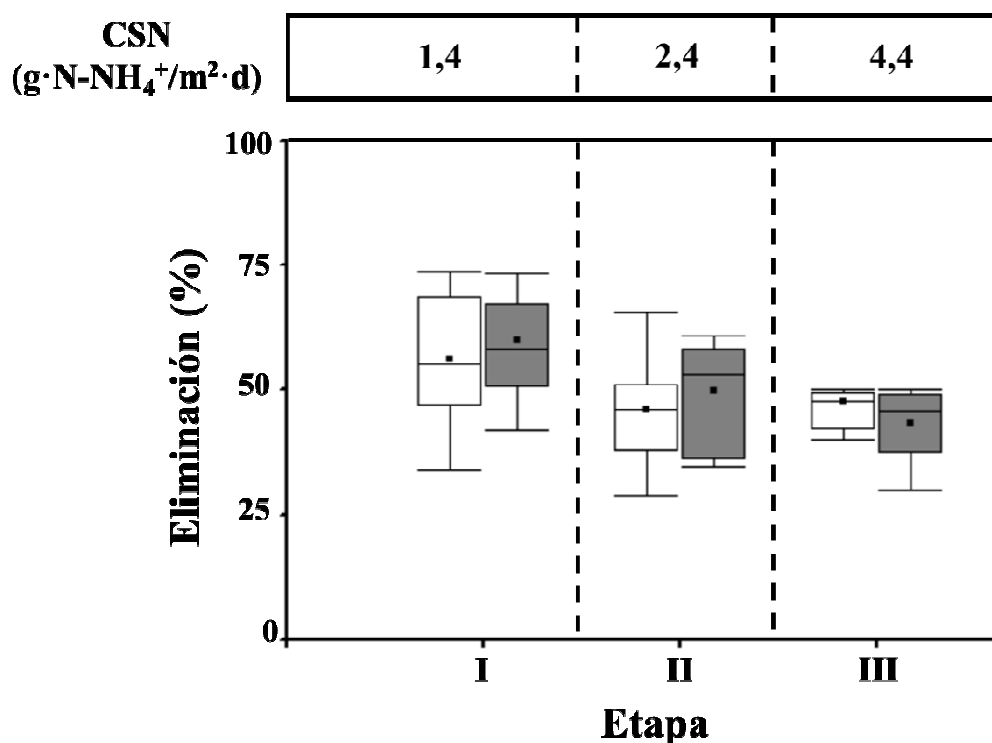 CSN
(g·N-NH₄⁺/m²·d)
1,4 2,4 4,4
100
75
50
25
0
Eliminación (%)
I II III
Etapa